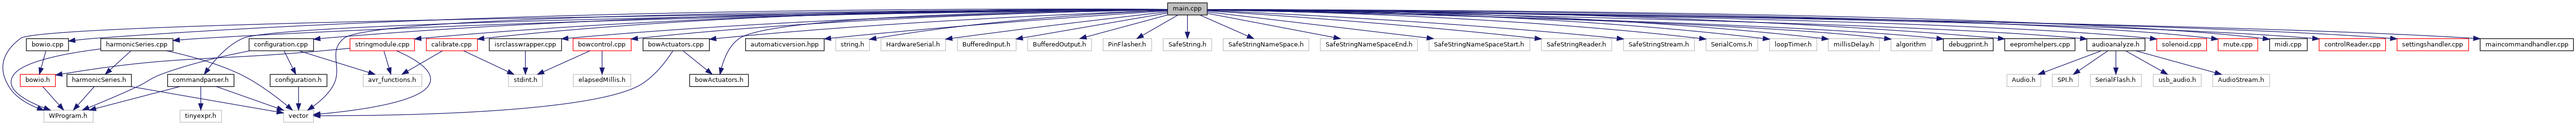 main.cpp
bowio.cpp
harmonicSeries.cpp
configuration.cpp
stringmodule.cpp
calibrate.cpp
isrclasswrapper.cpp
bowcontrol.cpp
bowActuators.cpp
automaticversion.hpp
string.h
HardwareSerial.h
BufferedInput.h
BufferedOutput.h
PinFlasher.h
SafeString.h
SafeStringNameSpace.h
SafeStringNameSpaceEnd.h
SafeStringNameSpaceStart.h
SafeStringReader.h
SafeStringStream.h
SerialComs.h
loopTimer.h
millisDelay.h
algorithm
debugprint.h
eepromhelpers.cpp
audioanalyze.h
solenoid.cpp
mute.cpp
midi.cpp
controlReader.cpp
settingshandler.cpp
maincommandhandler.cpp
bowio.h
harmonicSeries.h
commandparser.h
configuration.h
avr_functions.h
stdint.h
elapsedMillis.h
bowActuators.h
Audio.h
SPI.h
SerialFlash.h
usb_audio.h
AudioStream.h
WProgram.h
tinyexpr.h
vector